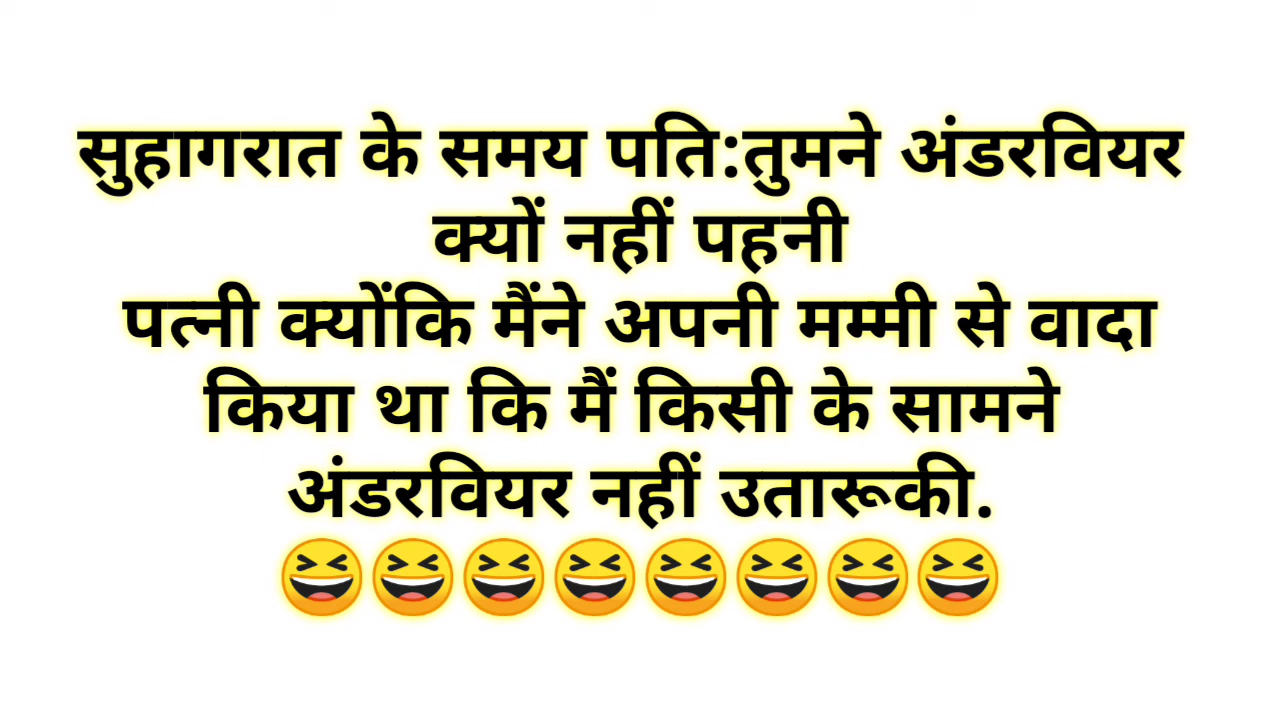 सुहागरात के समय पति:तुमने अंडरवियर
क्यों नहीं पहनी
पत्नी क्योंकि मैंने अपनी मम्मी से वादा
किया था कि मैं किसी के सामने
अंडरवियर नहीं उतारूकी.
😆😆😆😆😆😆😆😆